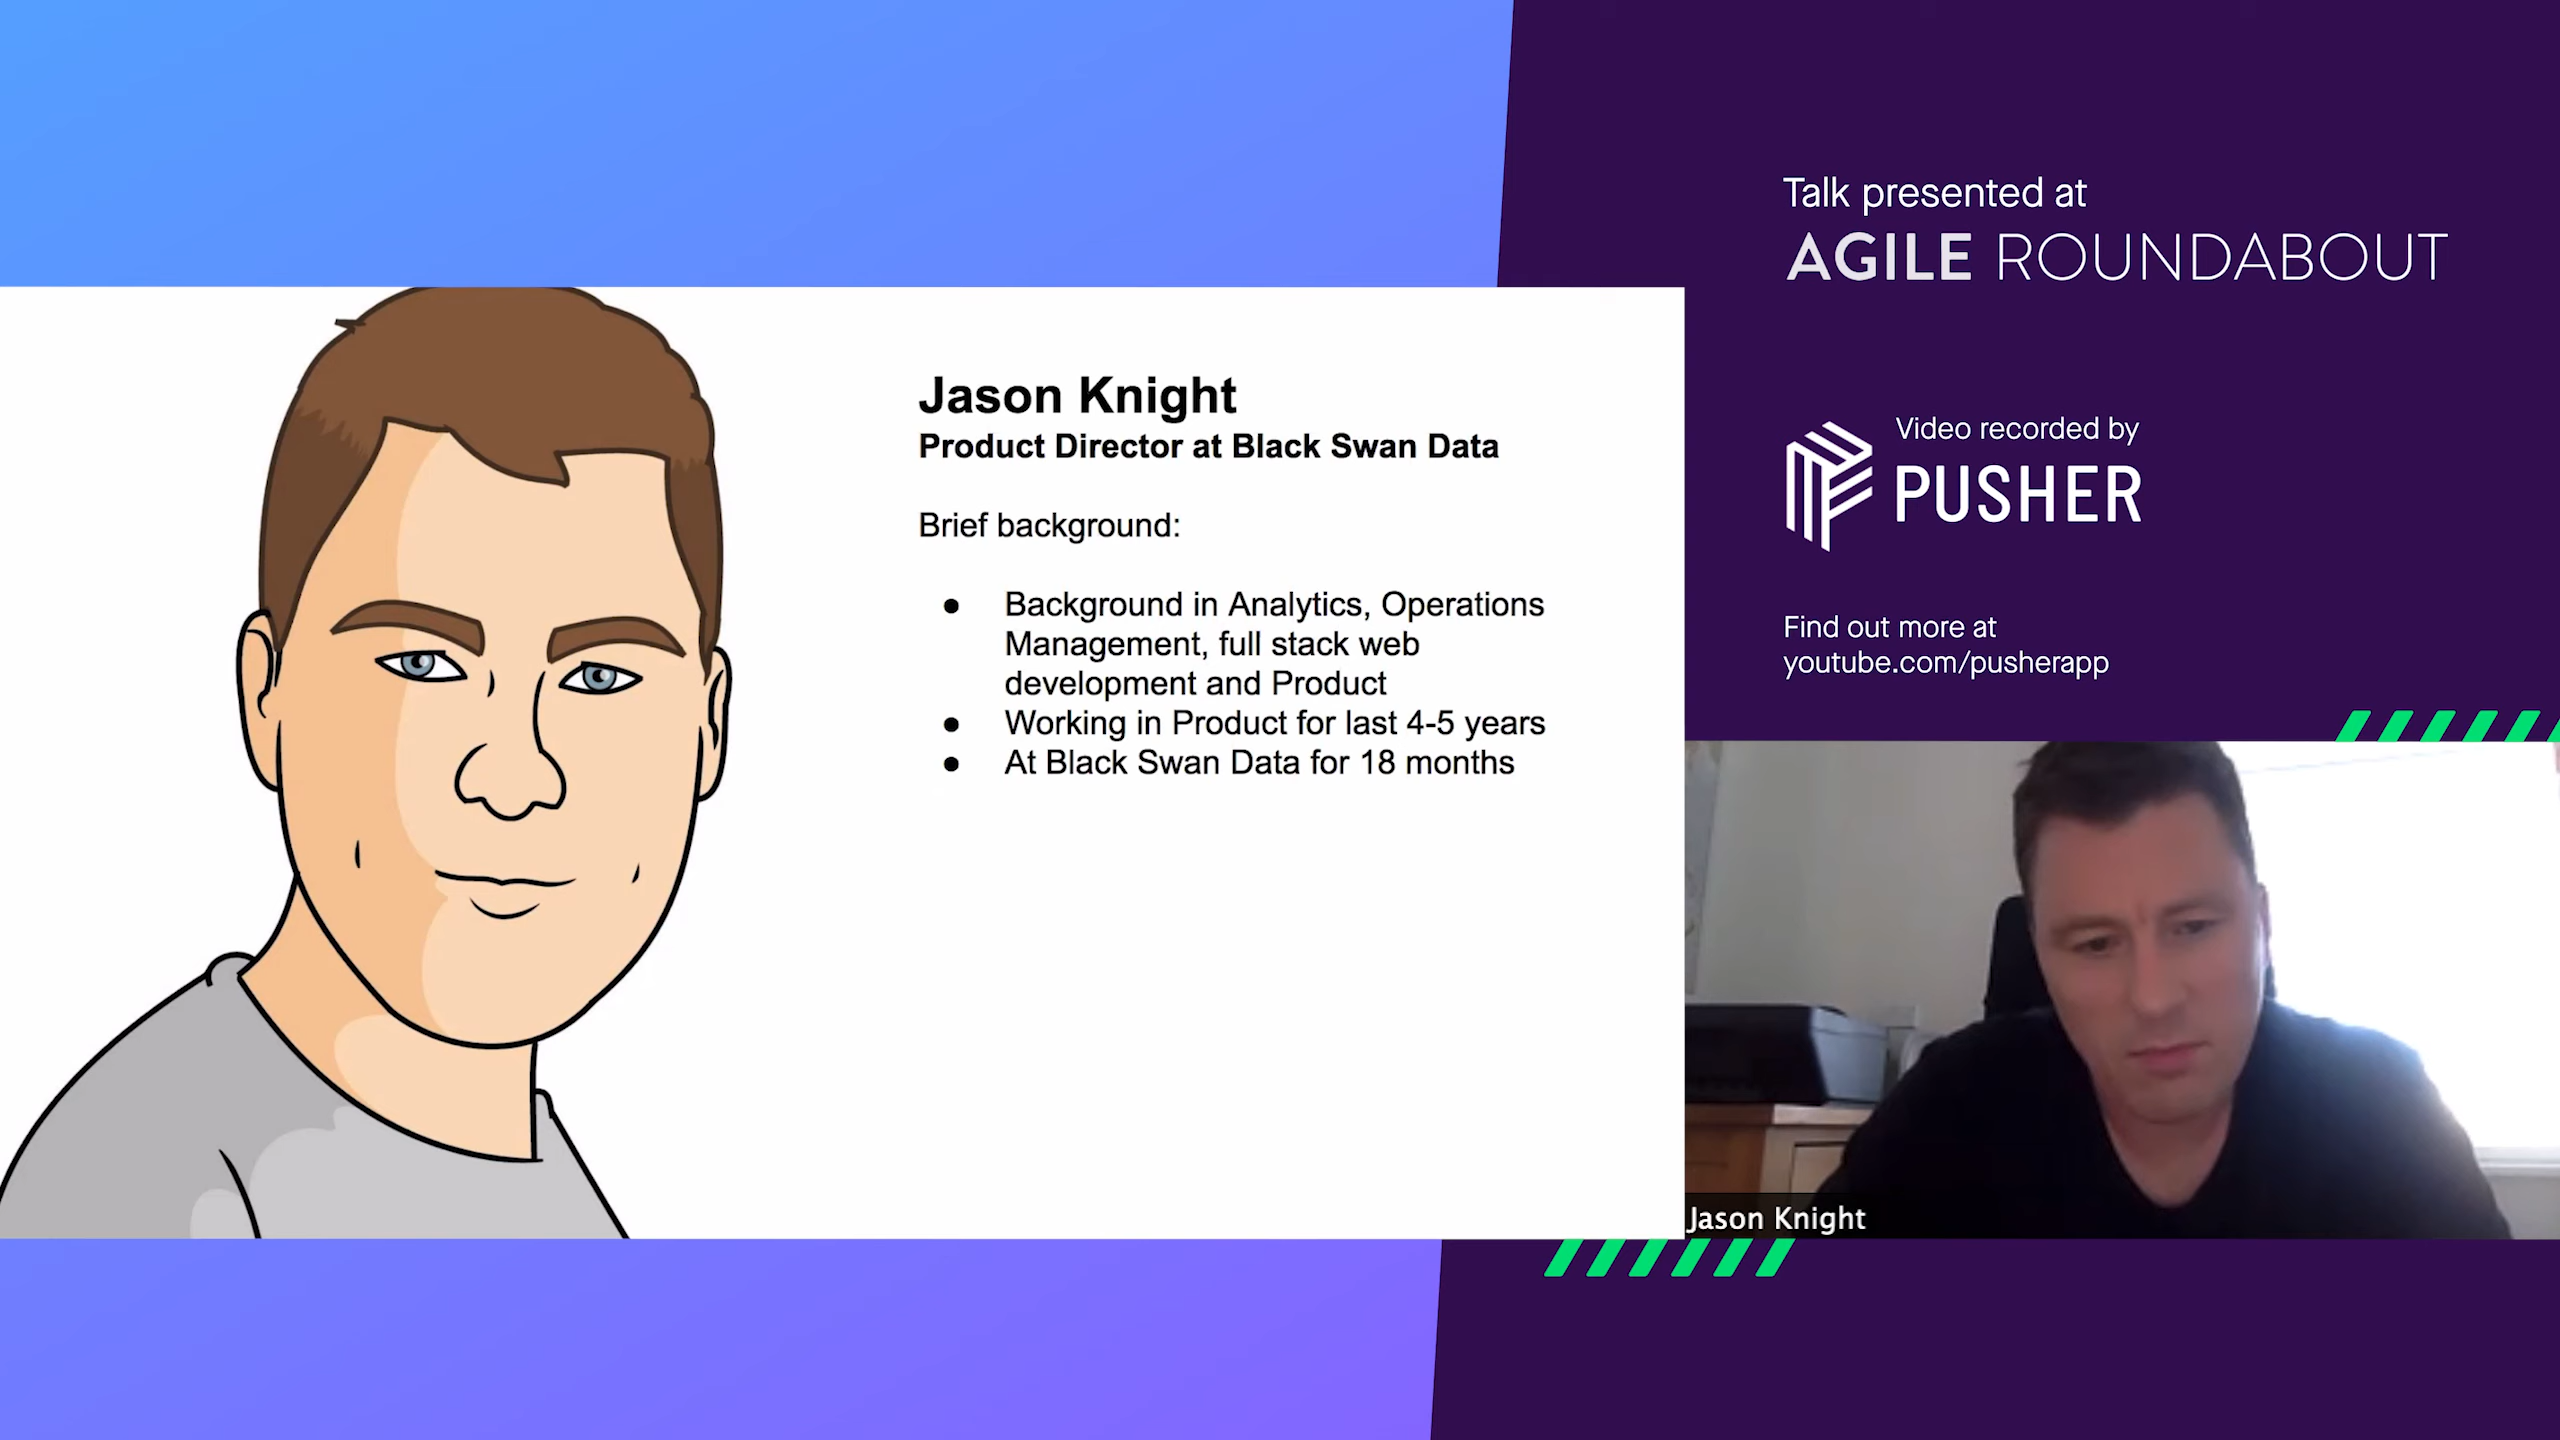 Jason Knight
Product Director at Black Swan Data
Brief background:
● Background in Analytics, Operations
Management, full stack web
development and Product
● Working in Product for last 4-5 years
● At Black Swan Data for 18 months
Talk presented at
AGILE ROUNDABOUT
Video recorded by
PUSHER
Find out more at
youtube.com/pusherapp
Jason Knight